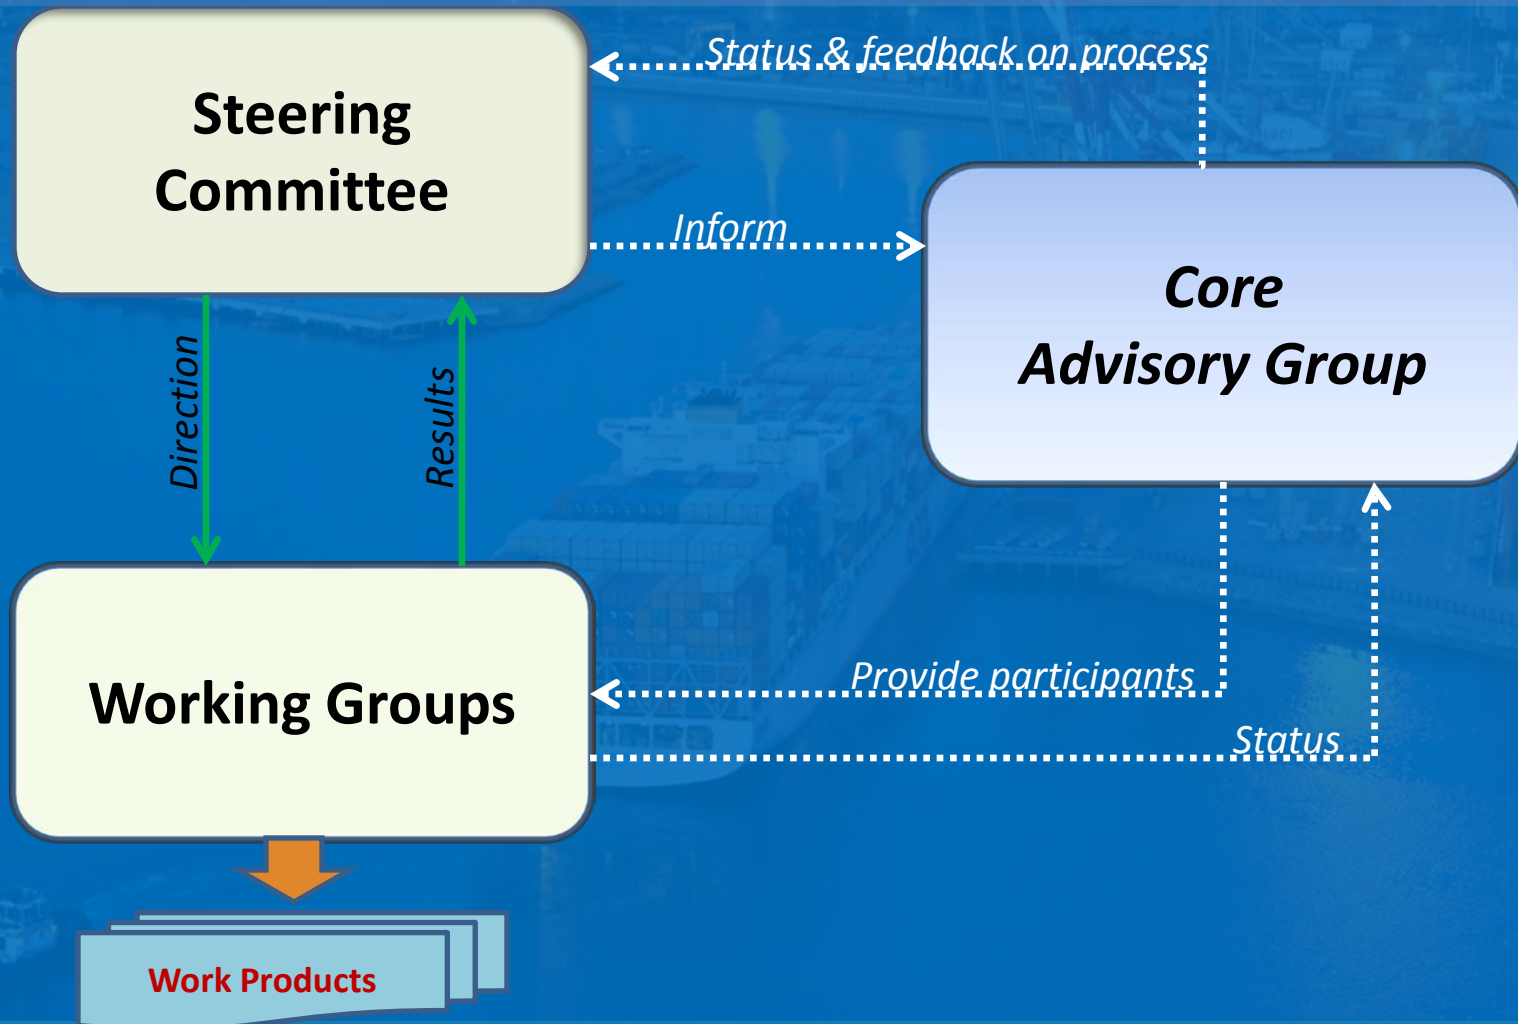 Status & feedback on process
Steering
Committee
Inform
Core
Advisory Group
Direction
Results
Provide participants
Working Groups
Status
Work Products